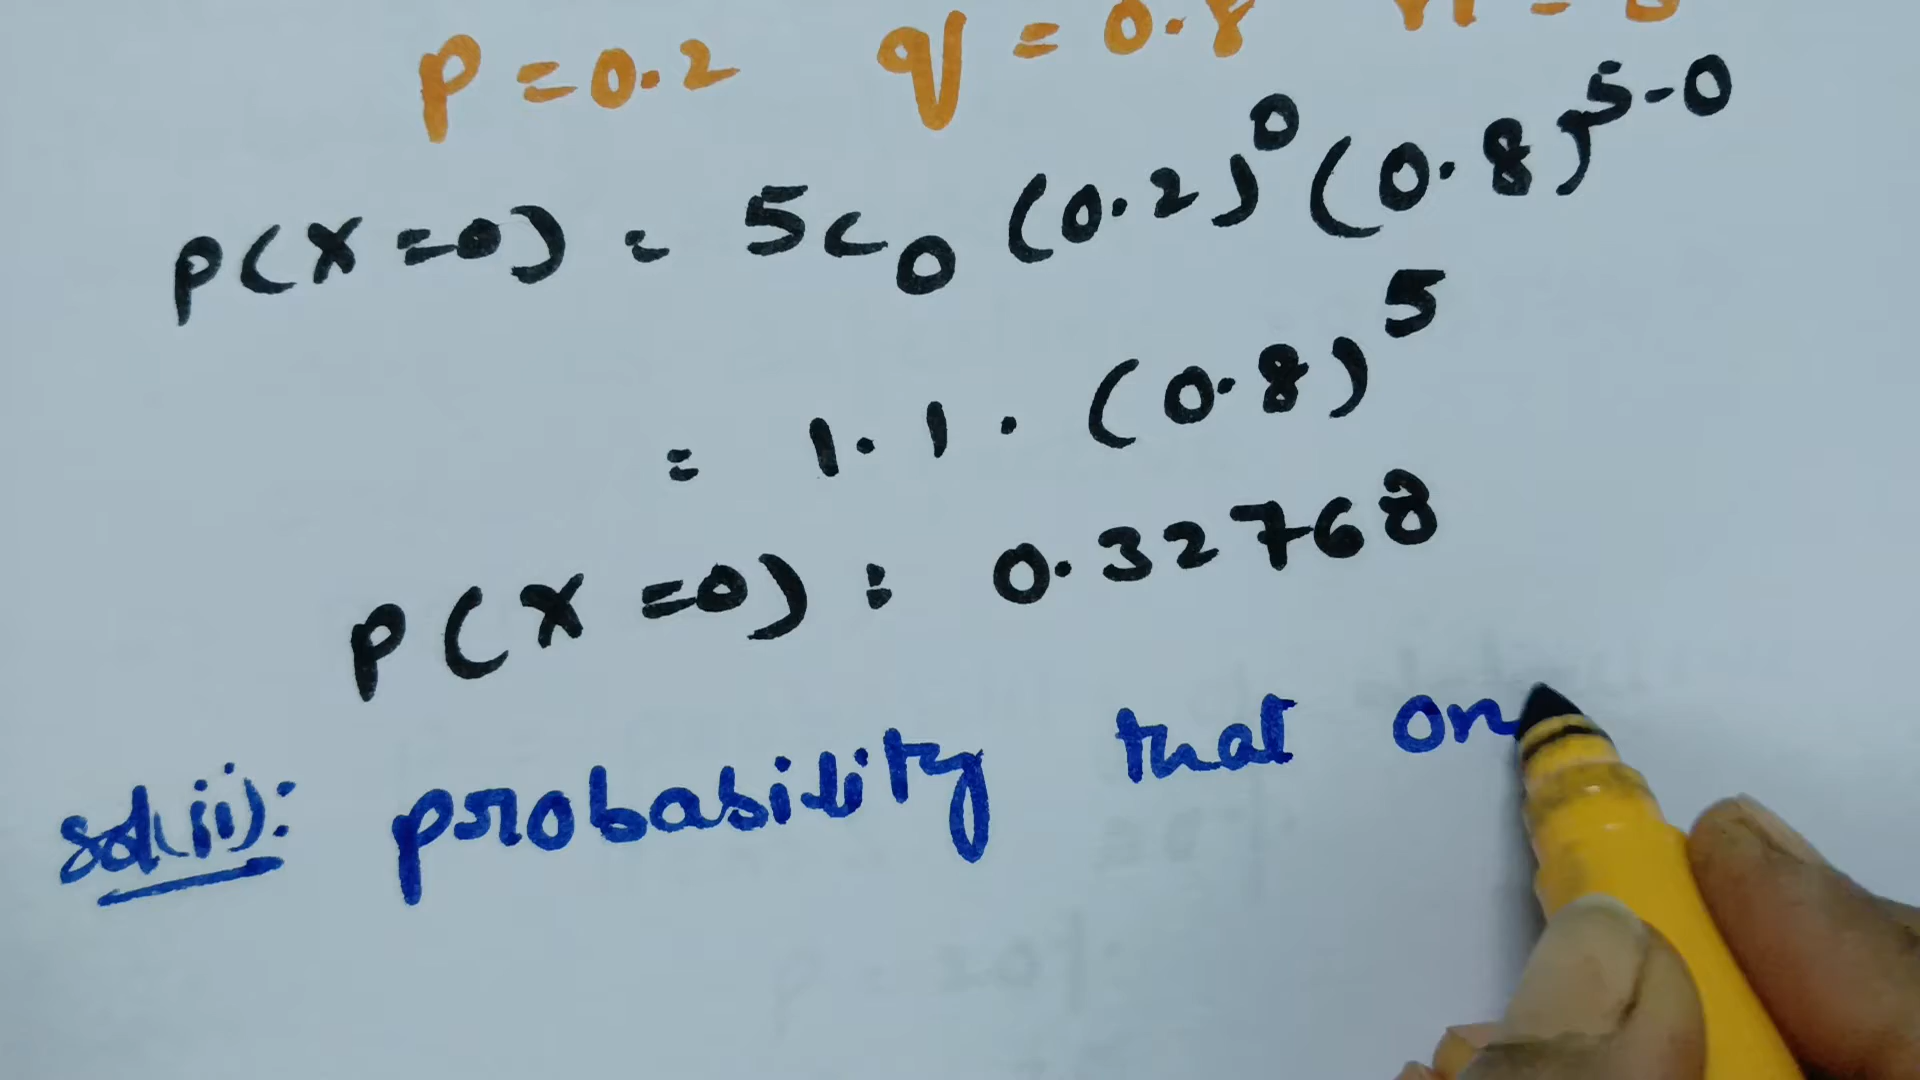 P = 0.2 q = 0.8 n = 5
P(X=0) = 5c₀ (0.2)⁰ (0.8)⁵⁻⁰
= 1.1. (0.8)⁵
P(X=0) = 0.32768
sol(ii): probability that on